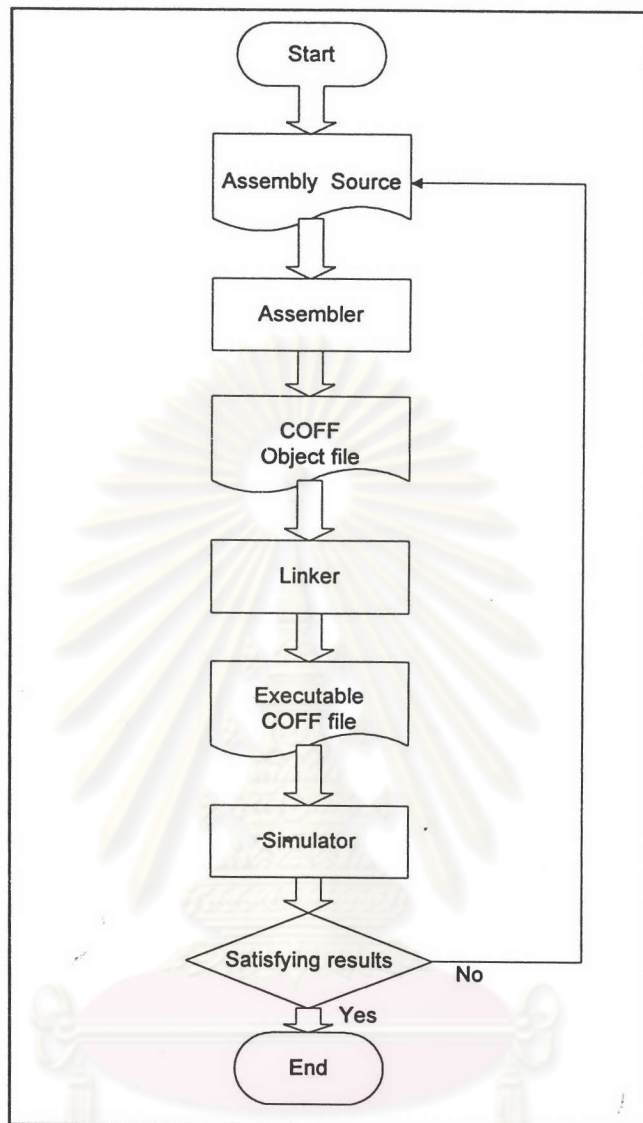 Start
Assembly Source
Assembler
COFF
Object file
Linker
Executable
COFF file
Simulator
Satisfying results
No
Yes
End